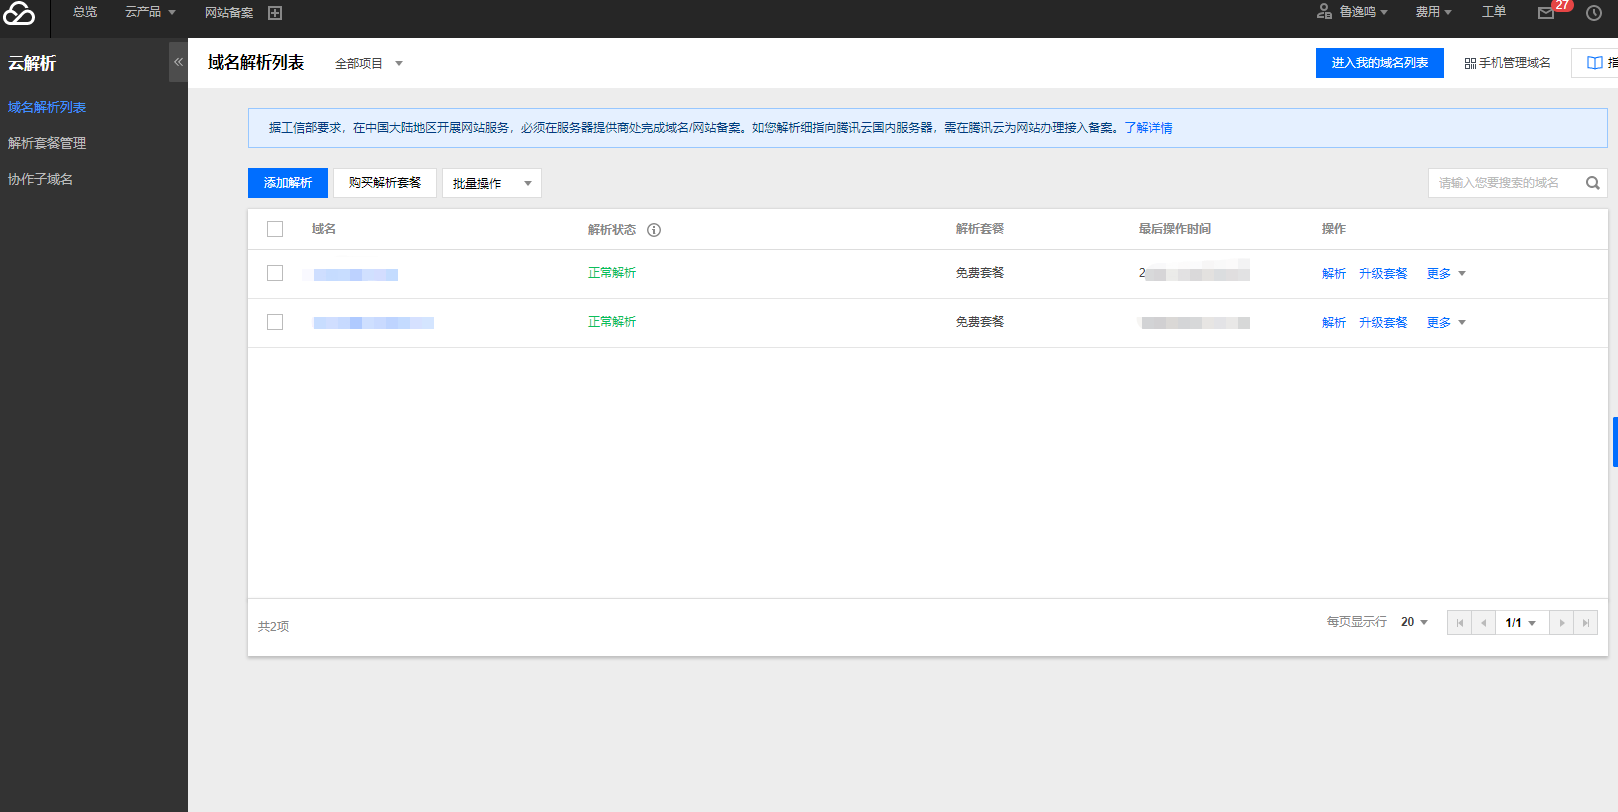 总览 云产品 网站备案 鲁逸鸣 费用 工单 27
云解析
域名解析列表
解析套餐管理
协作子域名
域名解析列表 全部项目 进入我的域名列表 手机管理域名 指
据工信部要求，在中国大陆地区开展网站服务，必须在服务器提供商处完成域名/网站备案。如您解析细指向腾讯云国内服务器，需在腾讯云为网站办理接入备案。了解详情
添加解析 购买解析套餐 批量操作 请输入您要搜索的域名
域名 解析状态 解析套餐 最后操作时间 操作
正常解析 免费套餐 2 解析 升级套餐 更多
正常解析 免费套餐 解析 升级套餐 更多
共2项 每页显示行 20 1/1